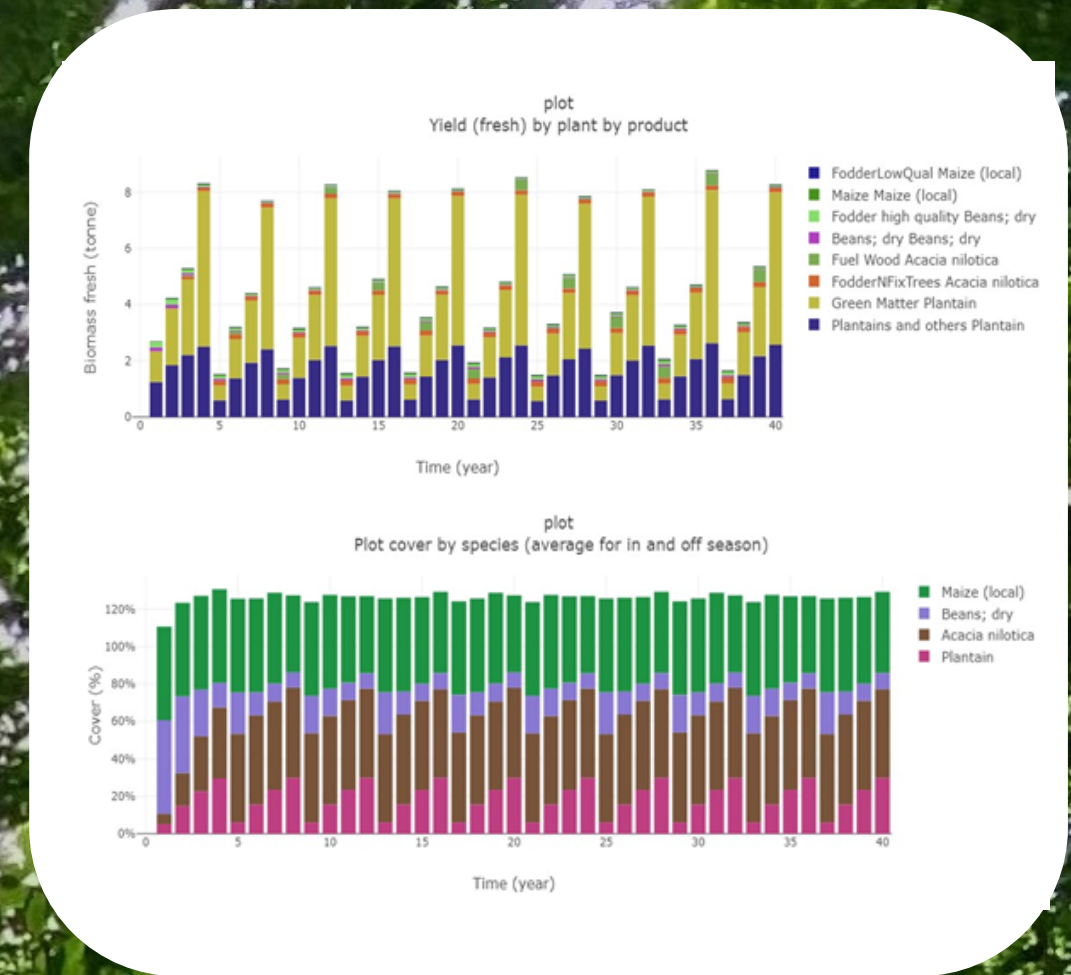 plot
Yield (fresh) by plant by product
Biomass fresh (tonne)
8
6
4
2
0
0 5 10 15 20 25 30 35 40
Time (year)
FodderLowQual Maize (local)
Maize Maize (local)
Fodder high quality Beans; dry
Beans; dry Beans; dry
Fuel Wood Acacia nilotica
FodderNFixTrees Acacia nilotica
Green Matter Plantain
Plantains and others Plantain
plot
Plot cover by species (average for in and off season)
Cover (%)
120%
100%
80%
60%
40%
20%
0%
0 5 10 15 20 25 30 35 40
Time (year)
Maize (local)
Beans; dry
Acacia nilotica
Plantain